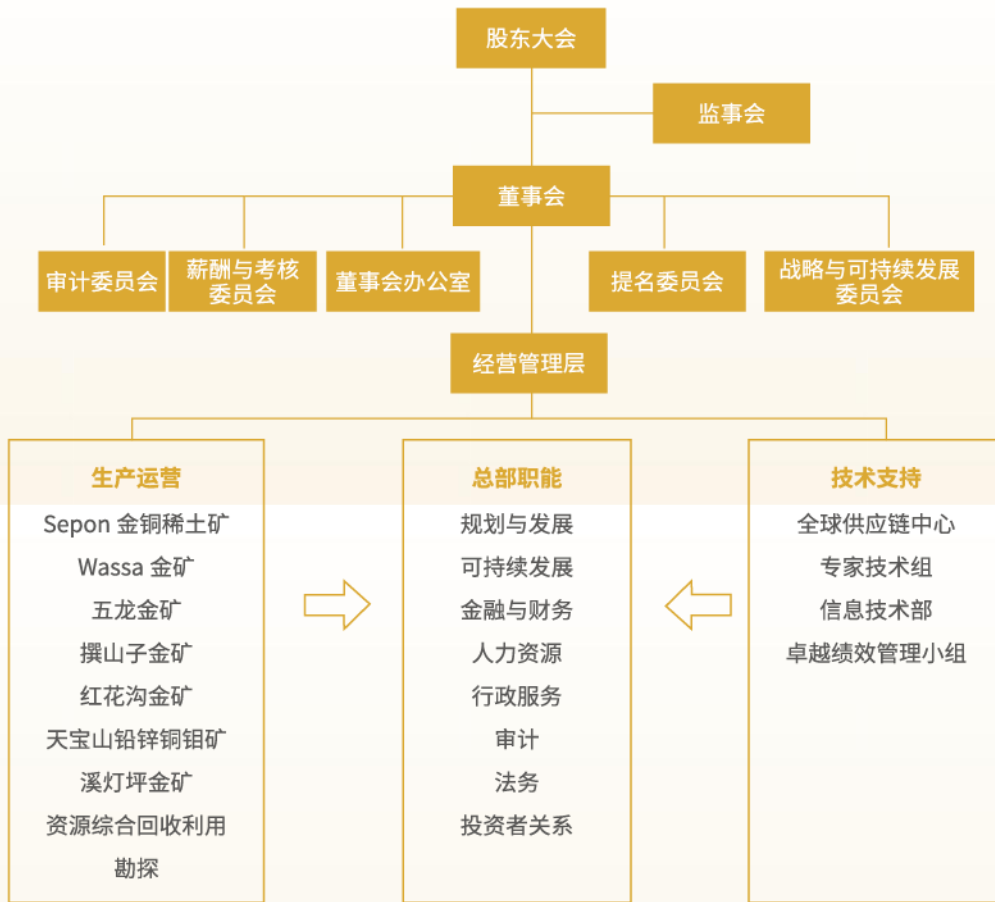 股东大会
监事会
董事会
审计委员会
薪酬与考核
委员会
董事会办公室
提名委员会
战略与可持续发展
委员会
经营管理层
生产运营
Sepon 金铜稀土矿
Wassa 金矿
五龙金矿
撰山子金矿
红花沟金矿
天宝山铅锌铜钼矿
溪灯坪金矿
资源综合回收利用
勘探
总部职能
规划与发展
可持续发展
金融与财务
人力资源
行政服务
审计
法务
投资者关系
技术支持
全球供应链中心
专家技术组
信息技术部
卓越绩效管理小组